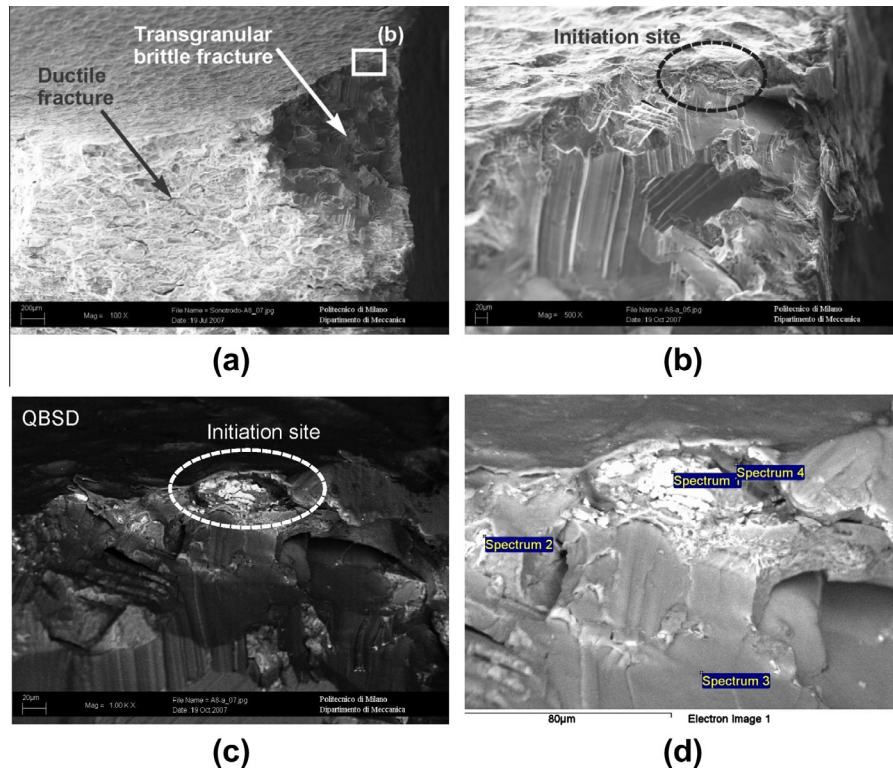 Transgranular
brittle fracture
(b)
Ductile
fracture
200µm
Mag = 100 X
File Name = Sonotrodo-A8_07.jpg
Date :19 Jul 2007
Politecnico di Milano
Dipartimento di Meccanica
(a)
Initiation site
20µm
Mag = 500 X
File Name = A8-a_05.jpg
Date :19 Oct 2007
Politecnico di Milano
Dipartimento di Meccanica
(b)
QBSD
Initiation site
20µm
Mag = 1.00 K X
File Name = A8-a_07.jpg
Date :19 Oct 2007
Politecnico di Milano
Dipartimento di Meccanica
(c)
Spectrum 1
Spectrum 4
Spectrum 2
Spectrum 3
80µm
Electron Image 1
(d)